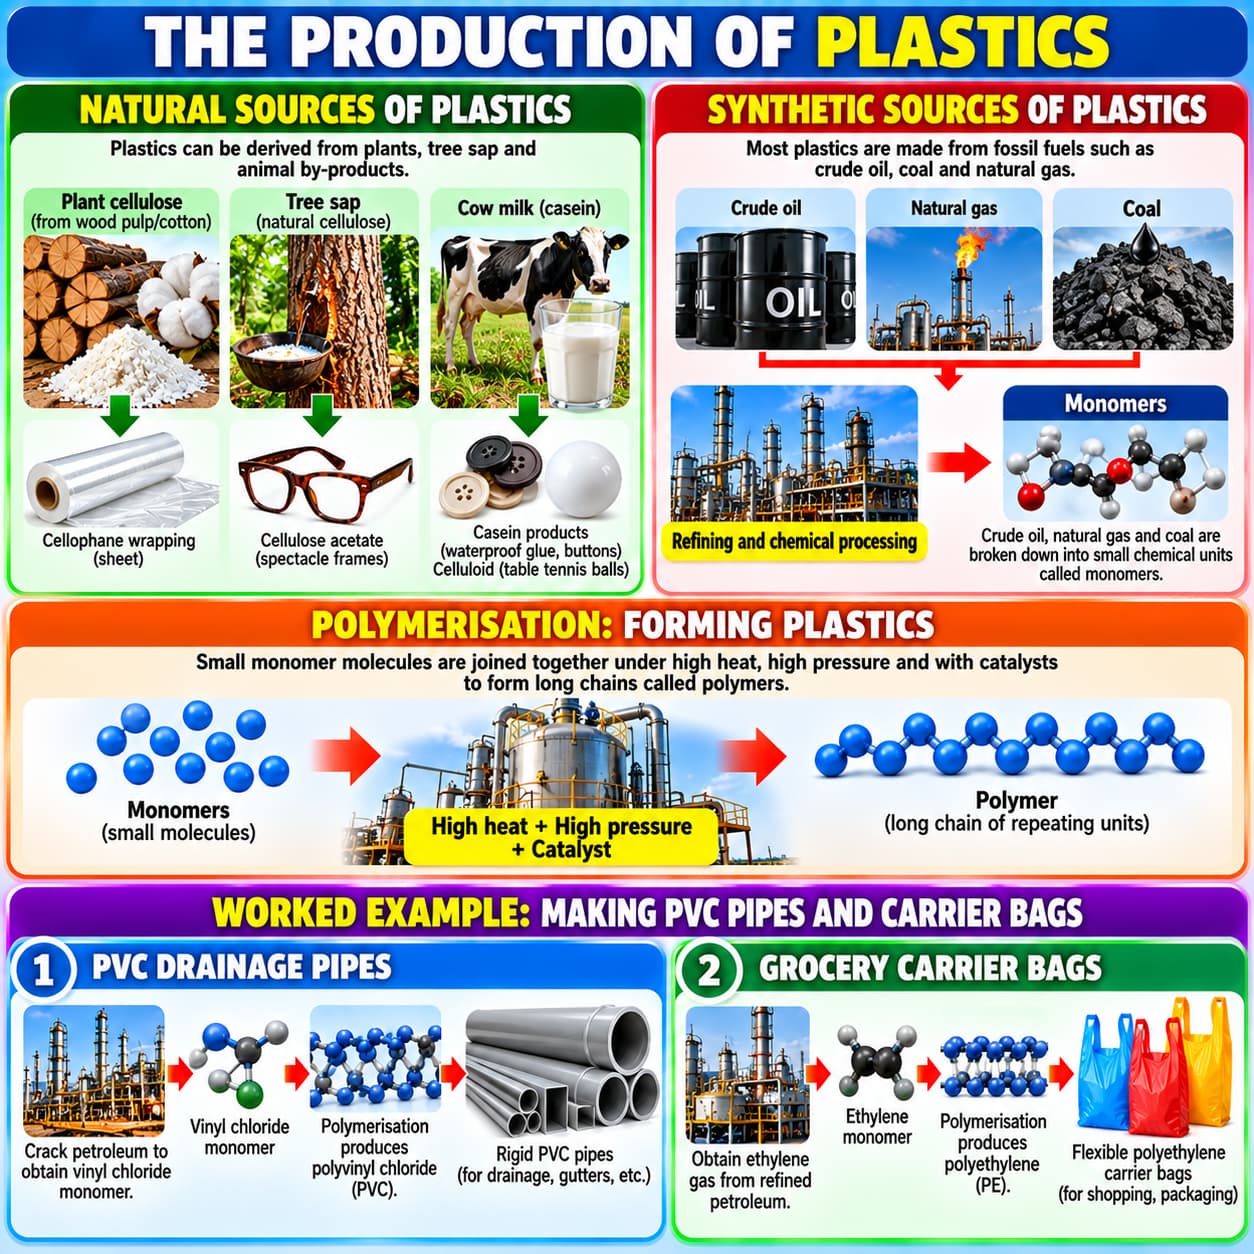 THE PRODUCTION OF PLASTICS
NATURAL SOURCES OF PLASTICS
Plastics can be derived from plants, tree sap and
animal by-products.
Plant cellulose
(from wood pulp/cotton)
Tree sap
(natural cellulose)
Cow milk (casein)
Cellophane wrapping
(sheet)
Cellulose acetate
(spectacle frames)
Casein products
(waterproof glue, buttons)
Celluloid (table tennis balls)
SYNTHETIC SOURCES OF PLASTICS
Most plastics are made from fossil fuels such as
crude oil, coal and natural gas.
Crude oil
Natural gas
Coal
L
OIL
OIL
OI
Refining and chemical processing
Monomers
Crude oil, natural gas and coal are
broken down into small chemical units
called monomers.
POLYMERISATION: FORMING PLASTICS
Small monomer molecules are joined together under high heat, high pressure and with catalysts
to form long chains called polymers.
Monomers
(small molecules)
High heat + High pressure
+ Catalyst
Polymer
(long chain of repeating units)
WORKED EXAMPLE: MAKING PVC PIPES AND CARRIER BAGS
1 PVC DRAINAGE PIPES
Crack petroleum to
obtain vinyl chloride
monomer.
Vinyl chloride
monomer
Polymerisation
produces
polyvinyl chloride
(PVC).
Rigid PVC pipes
(for drainage, gutters, etc.)
2 GROCERY CARRIER BAGS
Obtain ethylene
gas from refined
petroleum.
Ethylene
monomer
Polymerisation
produces
polyethylene
(PE).
Flexible polyethylene
carrier bags
(for shopping, packaging)